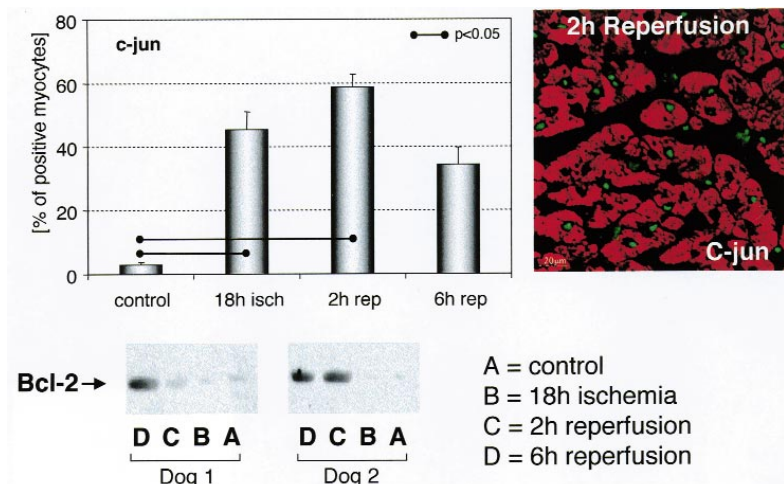 80
60
40
20
0
[% of positive myocytes]
c-jun
p<0.05
control
18h isch
2h rep
6h rep
2h Reperfusion
C-jun
20µm
Bcl-2
D C B A
D C B A
Dog 1
Dog 2
A = control
B = 18h ischemia
C = 2h reperfusion
D = 6h reperfusion